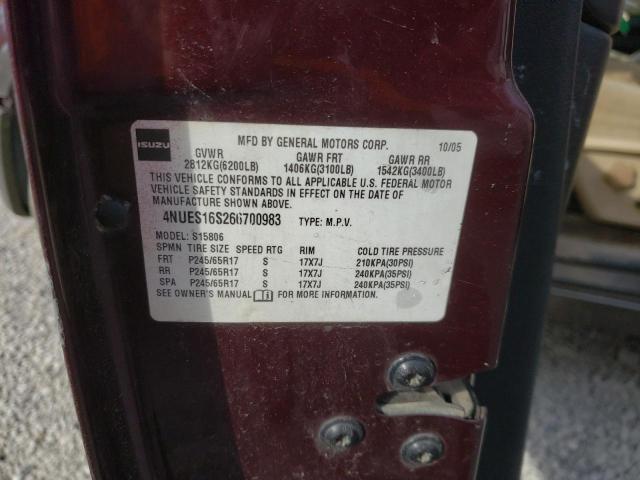 ISUZU
MFD BY GENERAL MOTORS CORP. 10/05
GVWR GAWR FRT GAWR RR
2812KG(6200LB) 1406KG(3100LB) 1542KG(3400LB)
THIS VEHICLE CONFORMS TO ALL APPLICABLE U.S. FEDERAL MOTOR
VEHICLE SAFETY STANDARDS IN EFFECT ON THE DATE OF
MANUFACTURE SHOWN ABOVE.
4NUES16S266700983 TYPE: M.P.V.
MODEL: S15806
SPMN TIRE SIZE SPEED RTG RIM COLD TIRE PRESSURE
FRT P245/65R17 S 17X7J 210KPA(30PSI)
RR P245/65R17 S 17X7J 240KPA(35PSI)
SPA P245/65R17 S 17X7J 240KPA(35PSI)
SEE OWNER'S MANUAL FOR MORE INFORMATION.